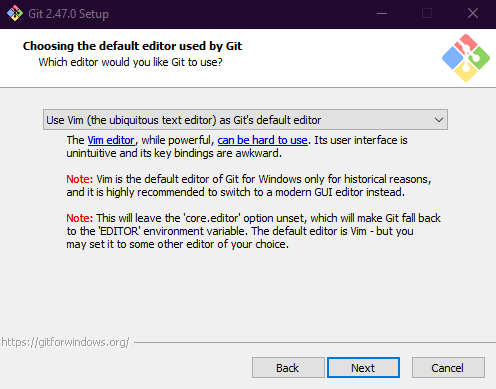 Git 2.47.0 Setup
Choosing the default editor used by Git
Which editor would you like Git to use?
Use Vim (the ubiquitous text editor) as Git's default editor
The Vim editor, while powerful, can be hard to use. Its user interface is
unintuitive and its key bindings are awkward.
Note: Vim is the default editor of Git for Windows only for historical reasons,
and it is highly recommended to switch to a modern GUI editor instead.
Note: This will leave the 'core.editor' option unset, which will make Git fall back
to the 'EDITOR' environment variable. The default editor is Vim - but you
may set it to some other editor of your choice.
https://gitforwindows.org/
Back
Next
Cancel